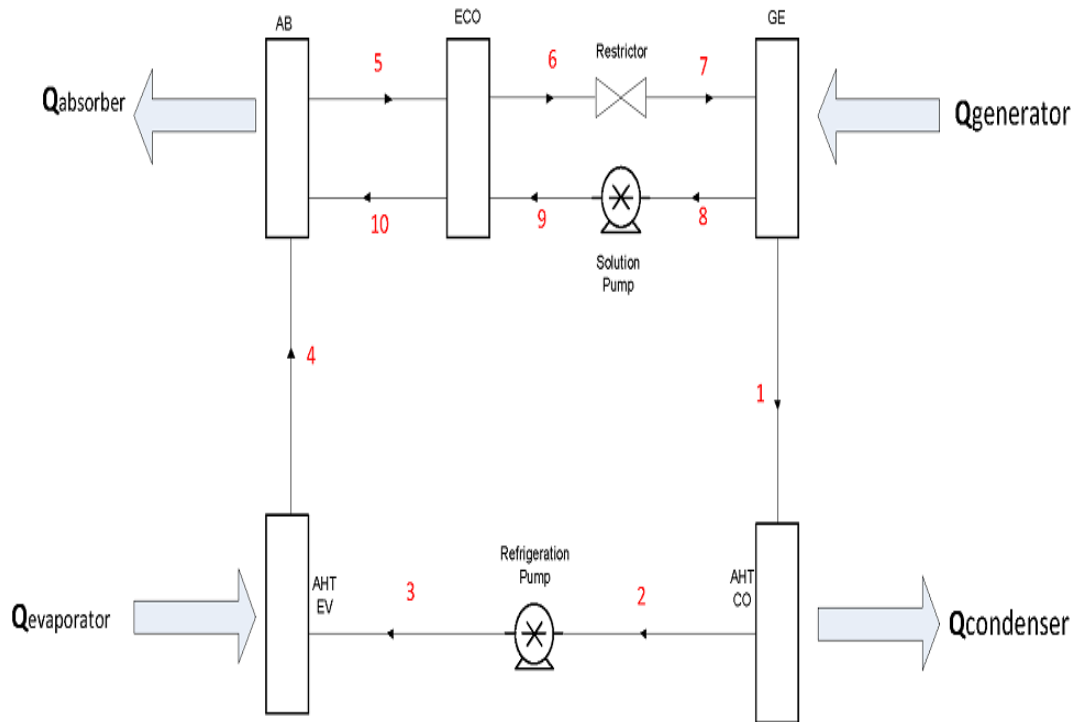 AB
ECO
GE
5
6
Restrictor
7
Qabsorber
Qgenerator
10
9
8
Solution
Pump
4
1
AHT
EV
3
Refrigeration
Pump
2
AHT
CO
Qevaporator
Qcondenser